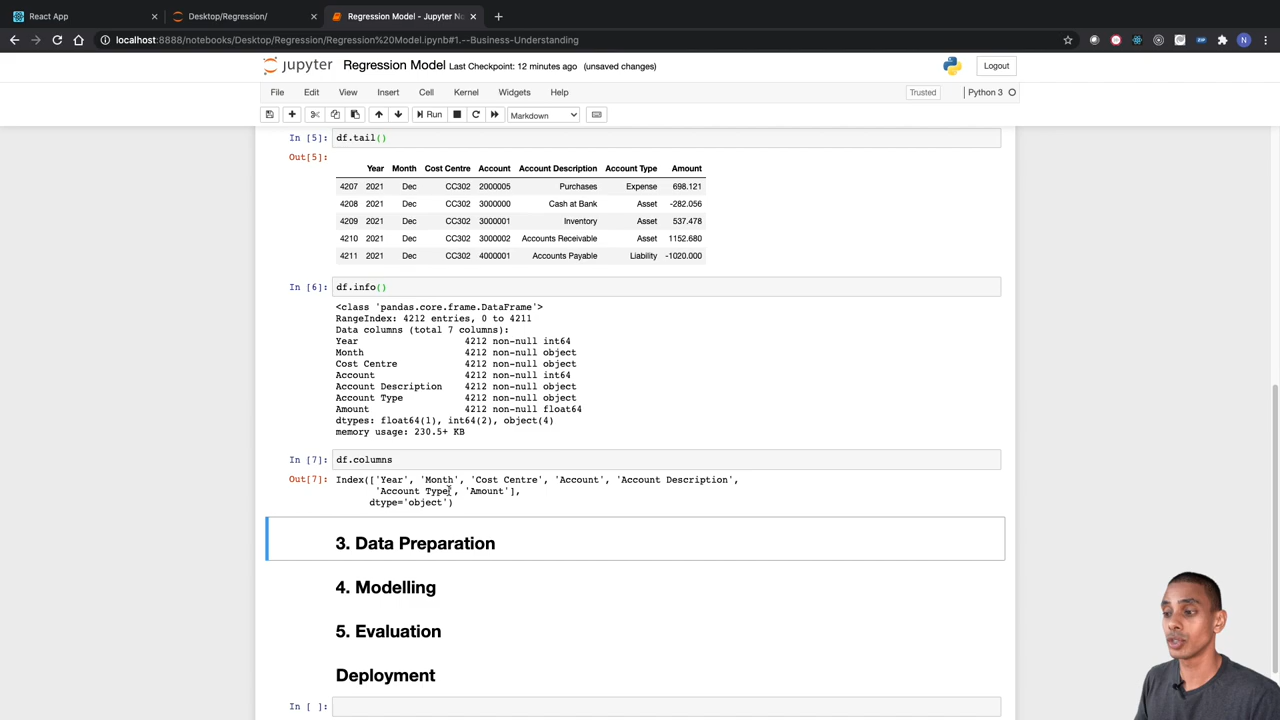 React App
Desktop/Regression/
Regression Model - Jupyter No
localhost:8888/notebooks/Desktop/Regression/Regression%20Model.ipynb#1.--Business-Understanding
N
jupyter Regression Model Last Checkpoint: 12 minutes ago (unsaved changes)
Logout
File Edit View Insert Cell Kernel Widgets Help
Trusted
Python 3
Run
Markdown
In [5]: df.tail()
Out[5]:
Year Month Cost Centre Account Account Description Account Type Amount
4207 2021 Dec CC302 2000005 Purchases Expense 698.121
4208 2021 Dec CC302 3000000 Cash at Bank Asset -282.056
4209 2021 Dec CC302 3000001 Inventory Asset 537.478
4210 2021 Dec CC302 3000002 Accounts Receivable Asset 1152.680
4211 2021 Dec CC302 4000001 Accounts Payable Liability -1020.000
In [6]: df.info()
<class 'pandas.core.frame.DataFrame'>
RangeIndex: 4212 entries, 0 to 4211
Data columns (total 7 columns):
Year 4212 non-null int64
Month 4212 non-null object
Cost Centre 4212 non-null object
Account 4212 non-null int64
Account Description 4212 non-null object
Account Type 4212 non-null object
Amount 4212 non-null float64
dtypes: float64(1), int64(2), object(4)
memory usage: 230.5+ KB
In [7]: df.columns
Out[7]: Index(['Year', 'Month', 'Cost Centre', 'Account', 'Account Description',
'Account Type', 'Amount'],
dtype='object')
3. Data Preparation
4. Modelling
5. Evaluation
Deployment
In [ ]: